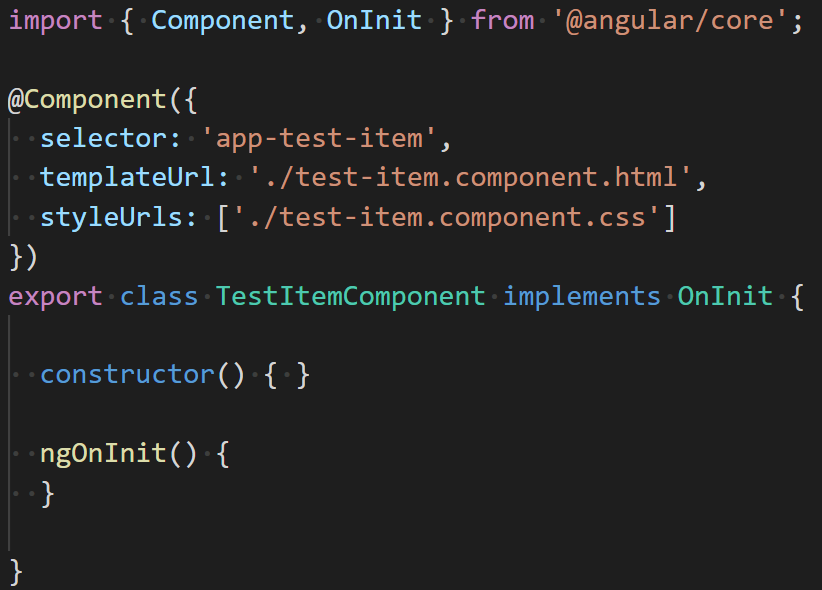 import { Component, OnInit } from '@angular/core';

@Component({
  selector: 'app-test-item',
  templateUrl: './test-item.component.html',
  styleUrls: ['./test-item.component.css']
})
export class TestItemComponent implements OnInit {

  constructor() { }

  ngOnInit() {
  }

}